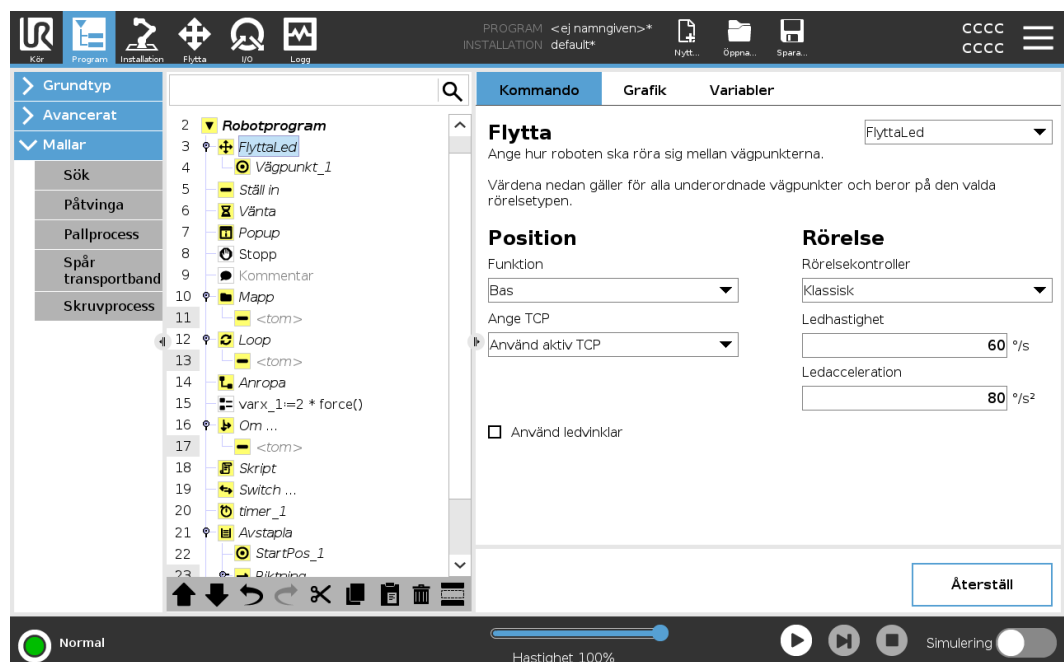 PROGRAM <ej namngiven>*
INSTALLATION default*
Nytt...
Öppna...
Spara...
CCCC
CCCC
Kör
Program
Installation
Flytta
I/O
Logg
Grundtyp
Avancerat
Mallar
Sök
Påtvinga
Pallprocess
Spår
transportband
Skruvprocess
2 Robotprogram
3 FlyttaLed
4 Vägpunkt_1
5 Ställ in
6 Vänta
7 Popup
8 Stopp
9 Kommentar
10 Mapp
11 <tom>
12 Loop
13 <tom>
14 Anropa
15 varx_1≔2 * force()
16 Om ...
17 <tom>
18 Skript
19 Switch ...
20 timer_1
21 Avstapla
22 StartPos_1
23 Riktning
Kommando
Grafik
Variabler
Flytta
FlyttaLed
Ange hur roboten ska röra sig mellan vägpunkterna.
Värdena nedan gäller för alla underordnade vägpunkter och beror på den valda
rörelsetypen.
Position
Funktion
Bas
Ange TCP
Använd aktiv TCP
Använd ledvinklar
Rörelse
Rörelsekontroller
Klassisk
Ledhastighet
60 °/s
Ledacceleration
80 °/s²
Återställ
Normal
Hastighet 100%
Simulering